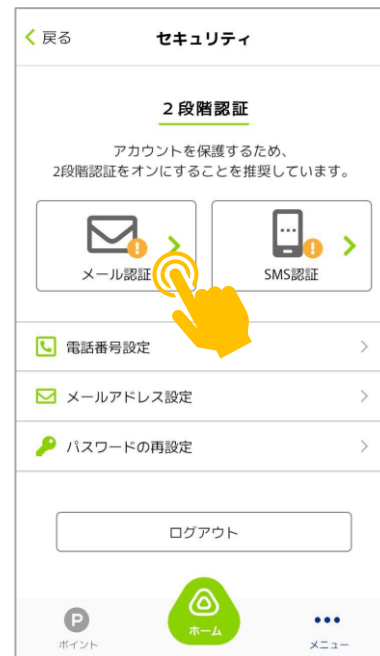 戻る
セキュリティ
２段階認証
アカウントを保護するため、
2段階認証をオンにすることを推奨しています。
メール認証
SMS認証
電話番号設定
メールアドレス設定
パスワードの再設定
ログアウト
P
ポイント
ホーム
メニュー